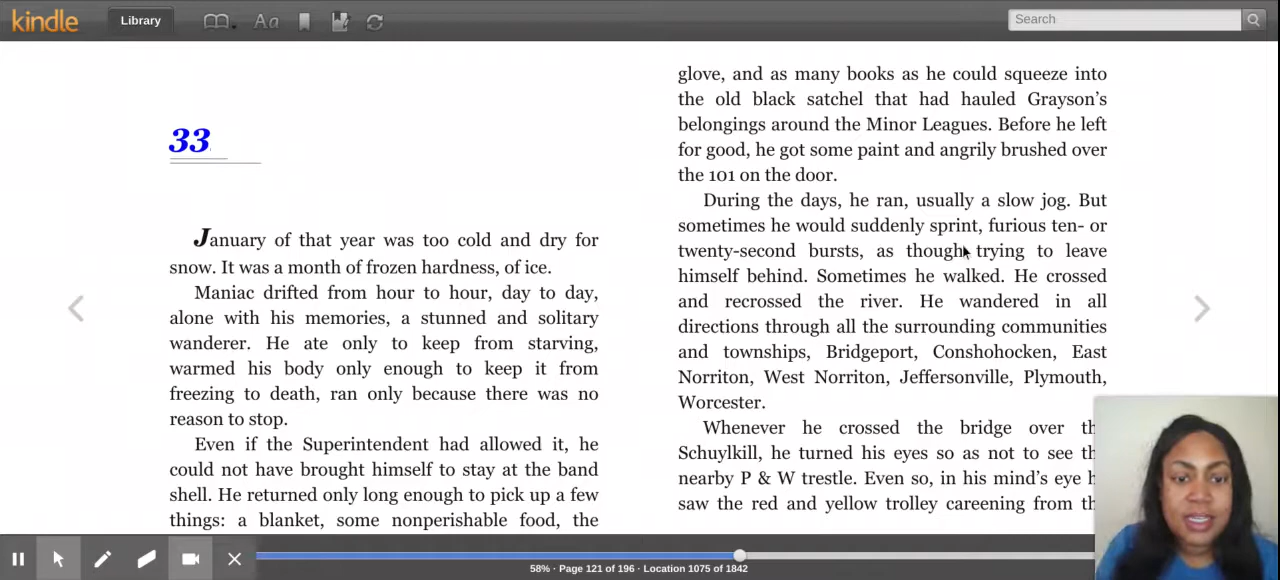 kindle
Library
Aa
Search
33
January of that year was too cold and dry for
snow. It was a month of frozen hardness, of ice.
Maniac drifted from hour to hour, day to day,
alone with his memories, a stunned and solitary
wanderer. He ate only to keep from starving,
warmed his body only enough to keep it from
freezing to death, ran only because there was no
reason to stop.
Even if the Superintendent had allowed it, he
could not have brought himself to stay at the band
shell. He returned only long enough to pick up a few
things: a blanket, some nonperishable food, the
glove, and as many books as he could squeeze into
the old black satchel that had hauled Grayson's
belongings around the Minor Leagues. Before he left
for good, he got some paint and angrily brushed over
the 101 on the door.
During the days, he ran, usually a slow jog. But
sometimes he would suddenly sprint, furious ten- or
twenty-second bursts, as though trying to leave
himself behind. Sometimes he walked. He crossed
and recrossed the river. He wandered in all
directions through all the surrounding communities
and townships, Bridgeport, Conshohocken, East
Norriton, West Norriton, Jeffersonville, Plymouth,
Worcester.
Whenever he crossed the bridge over
Schuylkill, he turned his eyes so as not to see
nearby P & W trestle. Even so, in his mind's eye
saw the red and yellow trolley careening from
58% · Page 121 of 196 · Location 1075 of 1842